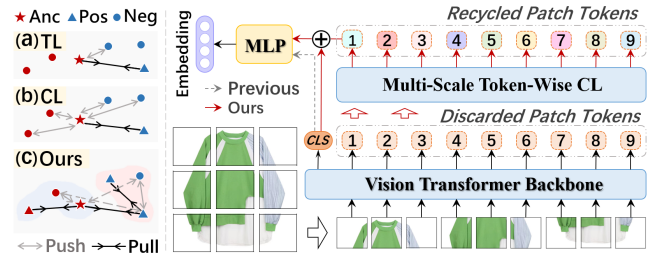 Anc Pos Neg
(a) TL
(b) CL
(c) Ours
Push Pull
Recycled Patch Tokens
Embedding
MLP
1 2 3 4 5 6 7 8 9
Multi-Scale Token-Wise CL
Previous
Ours
Discarded Patch Tokens
CLS
1 2 3 4 5 6 7 8 9
Vision Transformer Backbone